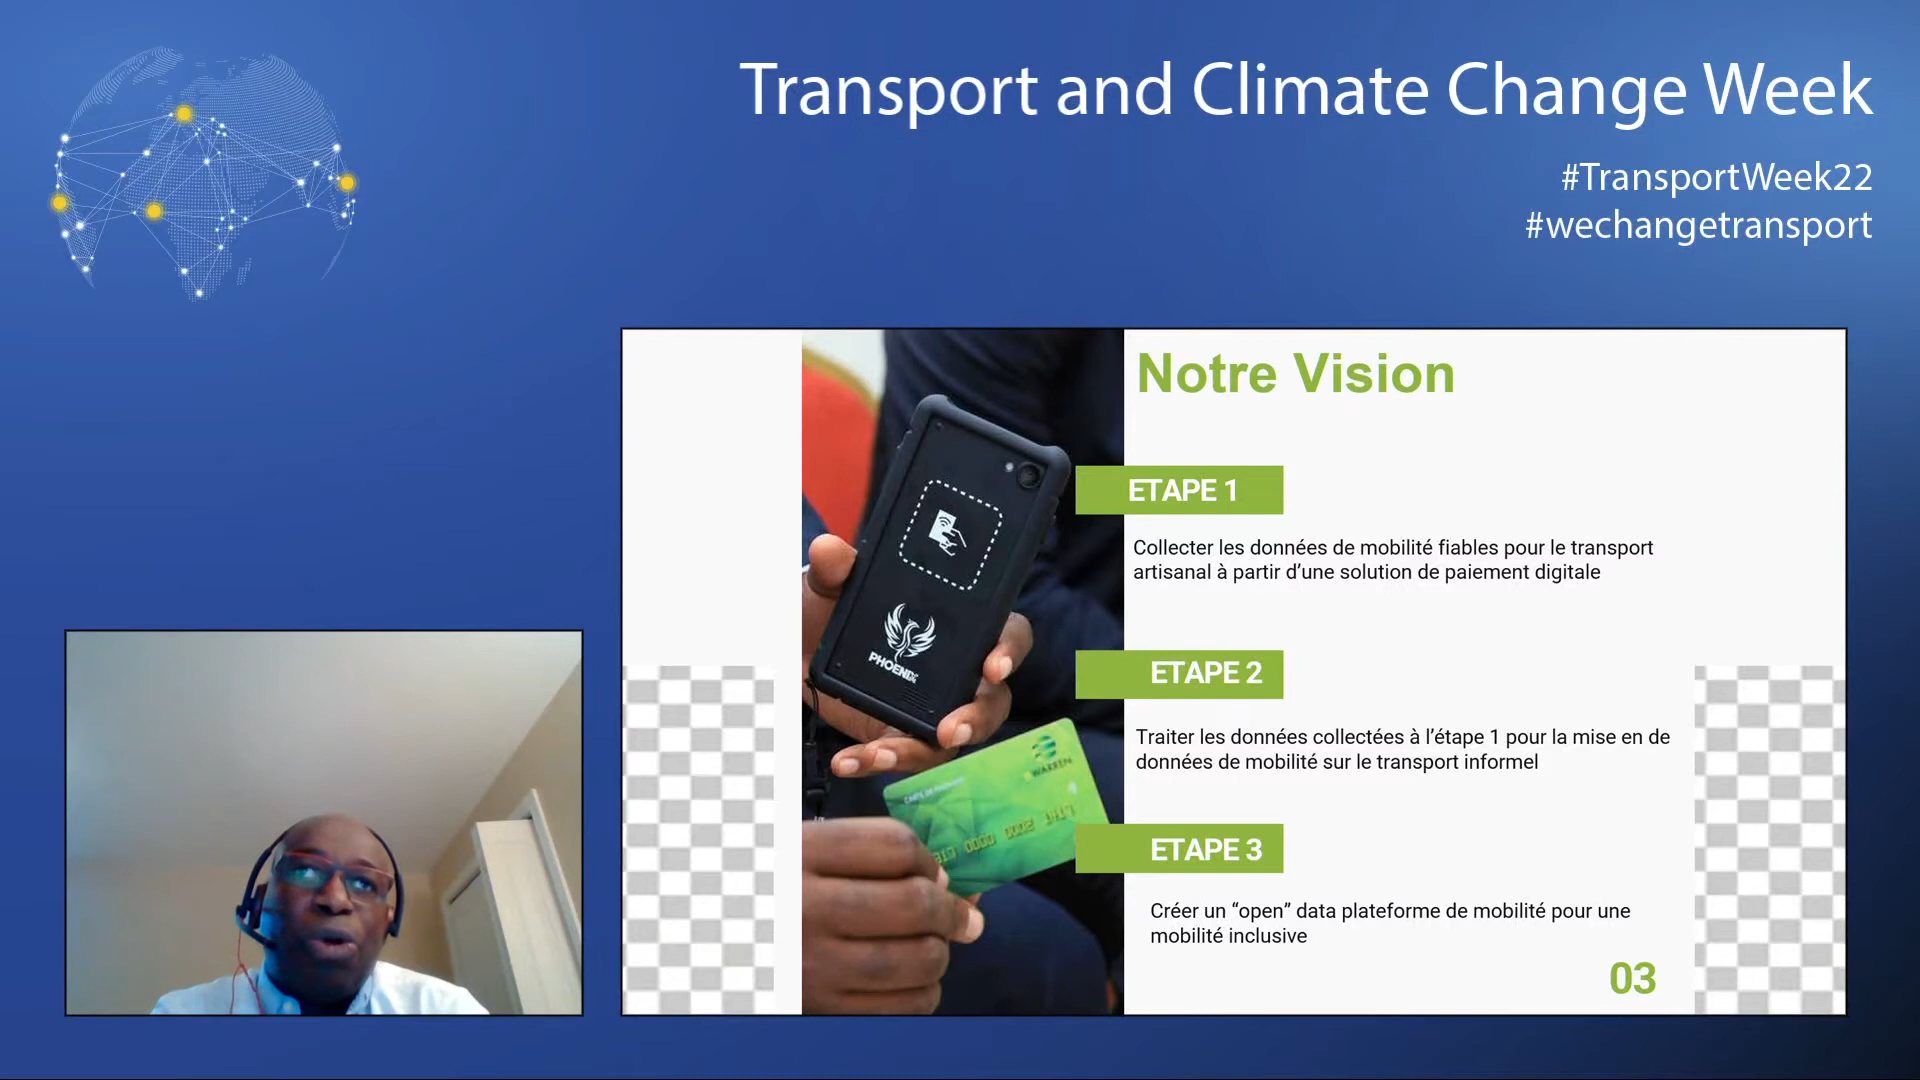 Transport and Climate Change Week
#TransportWeek22
#wechangetransport
Notre Vision
ETAPE 1
Collecter les données de mobilité fiables pour le transport
artisanal à partir d’une solution de paiement digitale
ETAPE 2
Traiter les données collectées à l’étape 1 pour la mise en de
données de mobilité sur le transport informel
ETAPE 3
Créer un “open” data plateforme de mobilité pour une
mobilité inclusive
03
PHOENIX
WARREN
CARTE DE PAIEMENT